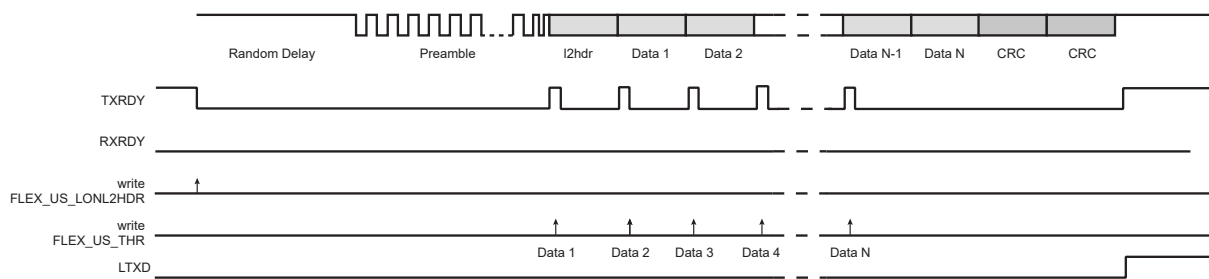 Random Delay Preamble l2hdr Data 1 Data 2 Data N-1 Data N CRC CRC
TXRDY
RXRDY
write
FLEX_US_LONL2HDR
write
FLEX_US_THR
Data 1 Data 2 Data 3 Data 4 Data N
LTXD